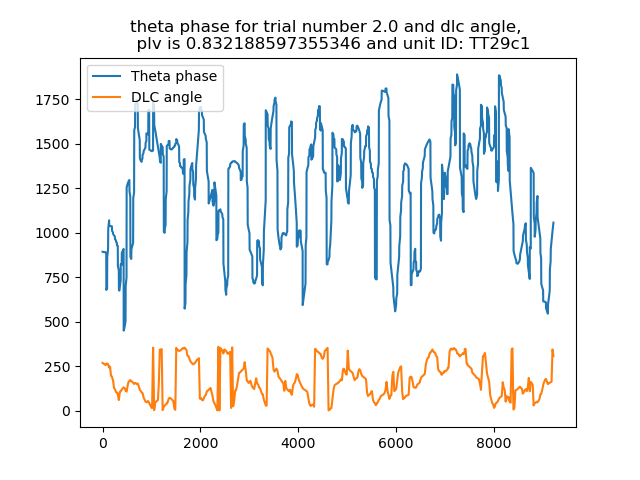 theta phase for trial number 2.0 and dlc angle,
plv is 0.832188597355346 and unit ID: TT29c1
Theta phase
DLC angle
1750
1500
1250
1000
750
500
250
0
0 2000 4000 6000 8000